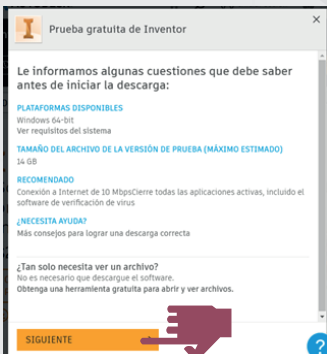 Prueba gratuita de Inventor
Le informamos algunas cuestiones que debe saber
antes de iniciar la descarga:
PLATAFORMAS DISPONIBLES
Windows 64-bit
Ver requisitos del sistema
TAMAÑO DEL ARCHIVO DE LA VERSIÓN DE PRUEBA (MÁXIMO ESTIMADO)
14 GB
RECOMENDADO
Conexión a Internet de 10 MbpsCierre todas las aplicaciones activas, incluido el
software de verificación de virus
¿NECESITA AYUDA?
Más consejos para lograr una descarga correcta
¿Tan solo necesita ver un archivo?
No es necesario que descargue el software.
Obtenga una herramienta gratuita para abrir y ver archivos.
SIGUIENTE
?